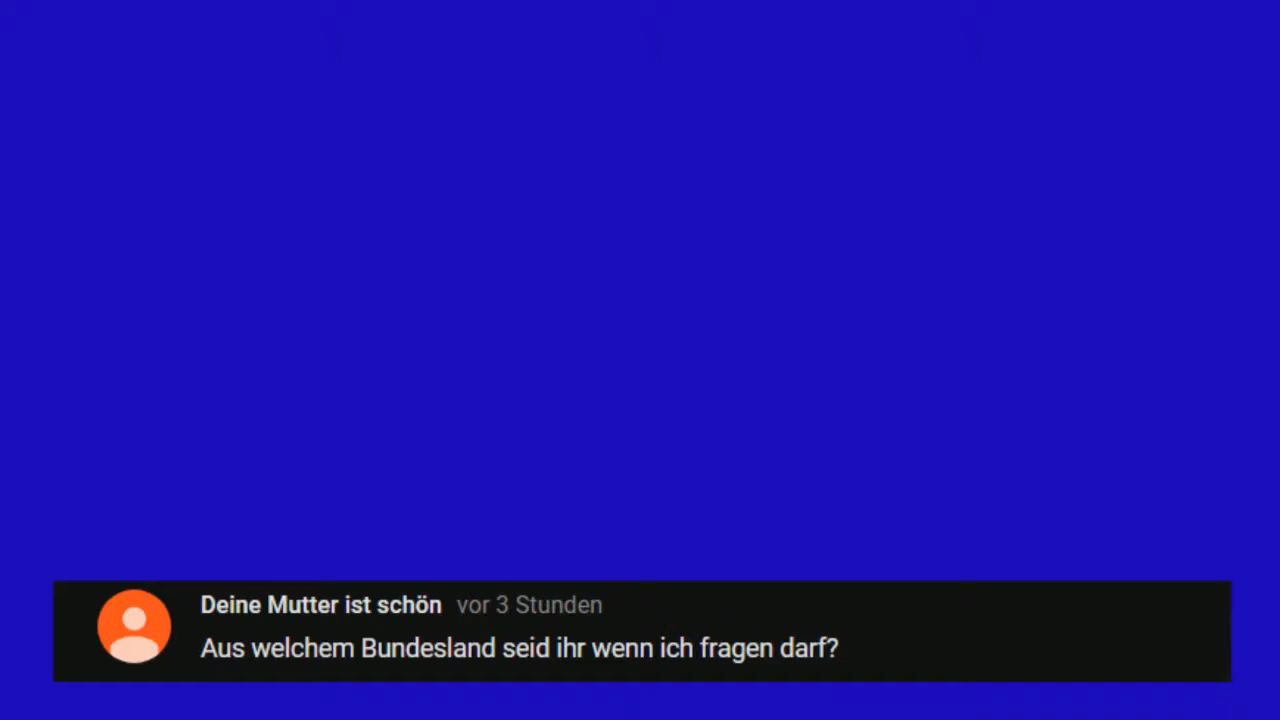 Deine Mutter ist schön vor 3 Stunden
Aus welchem Bundesland seid ihr wenn ich fragen darf?